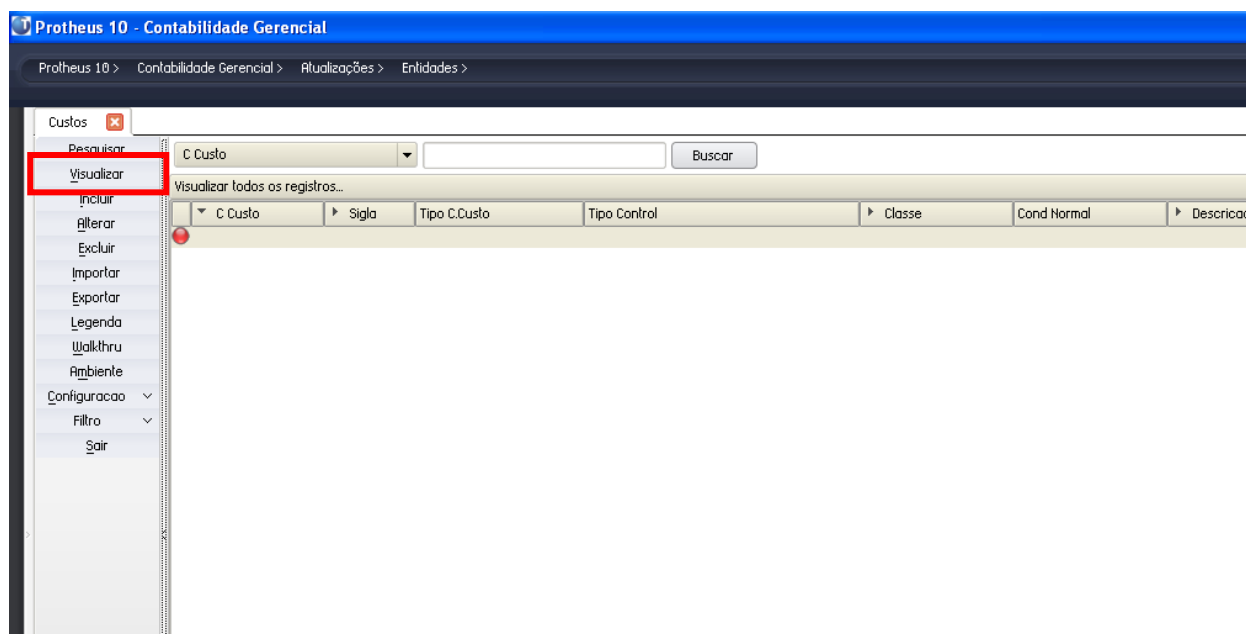 Protheus 10 - Contabilidade Gerencial
Protheus 10 > Contabilidade Gerencial > Atualizações > Entidades >
Custos
Pesquisar
Visualizar
Incluir
Alterar
Excluir
Importar
Exportar
Legenda
Walkthru
Ambiente
Configuracao
Filtro
Sair
C Custo Buscar
Visualizar todos os registros...
C Custo Sigla Tipo C.Custo Tipo Control Classe Cond Normal Descricao